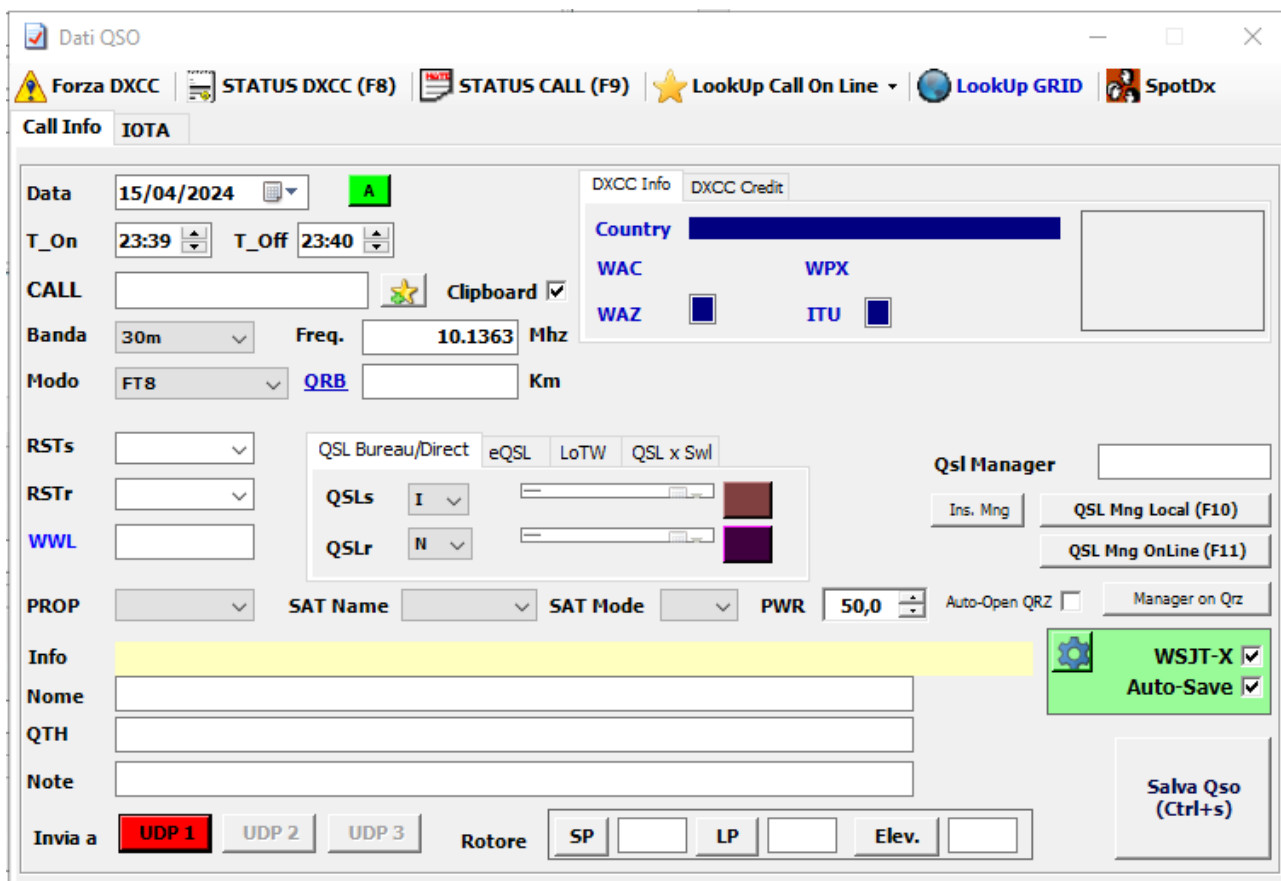 Dati QSO
Forza DXCC STATUS DXCC (F8) STATUS CALL (F9) LookUp Call On Line LookUp GRID SpotDx
Call Info IOTA
Data 15/04/2024 A
DXCC Info DXCC Credit
T_On 23:39 T_Off 23:40
Country
WAC WPX
CALL Clipboard
WAZ ITU
Banda 30m Freq. 10.1363 Mhz
Modo FT8 QRB Km
RSTs
QSL Bureau/Direct eQSL LoTW QSL x Swl
Qsl Manager
RSTr
QSLs I
Ins. Mng QSL Mng Local (F10)
WWL
QSLr N
QSL Mng OnLine (F11)
PROP SAT Name SAT Mode PWR 50,0 Auto-Open QRZ Manager on Qrz
Info
WSJT-X
Nome
Auto-Save
QTH
Note
Salva Qso
(Ctrl+s)
Invia a UDP 1 UDP 2 UDP 3 Rotore SP LP Elev.